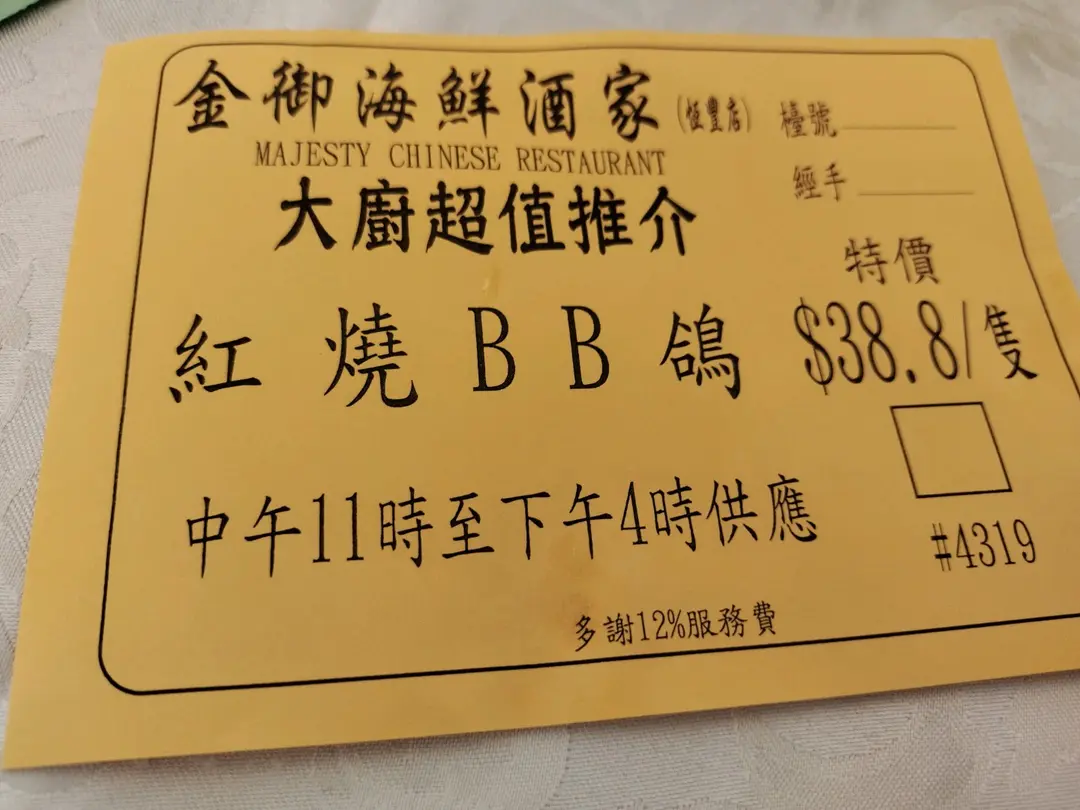 金御海鮮酒家(恆豐店)
MAJESTY CHINESE RESTAURANT
檯號
經手
大廚超值推介
特價
紅燒BB鴿 $38.8/隻
中午11時至下午4時供應
#4319
多謝12%服務費